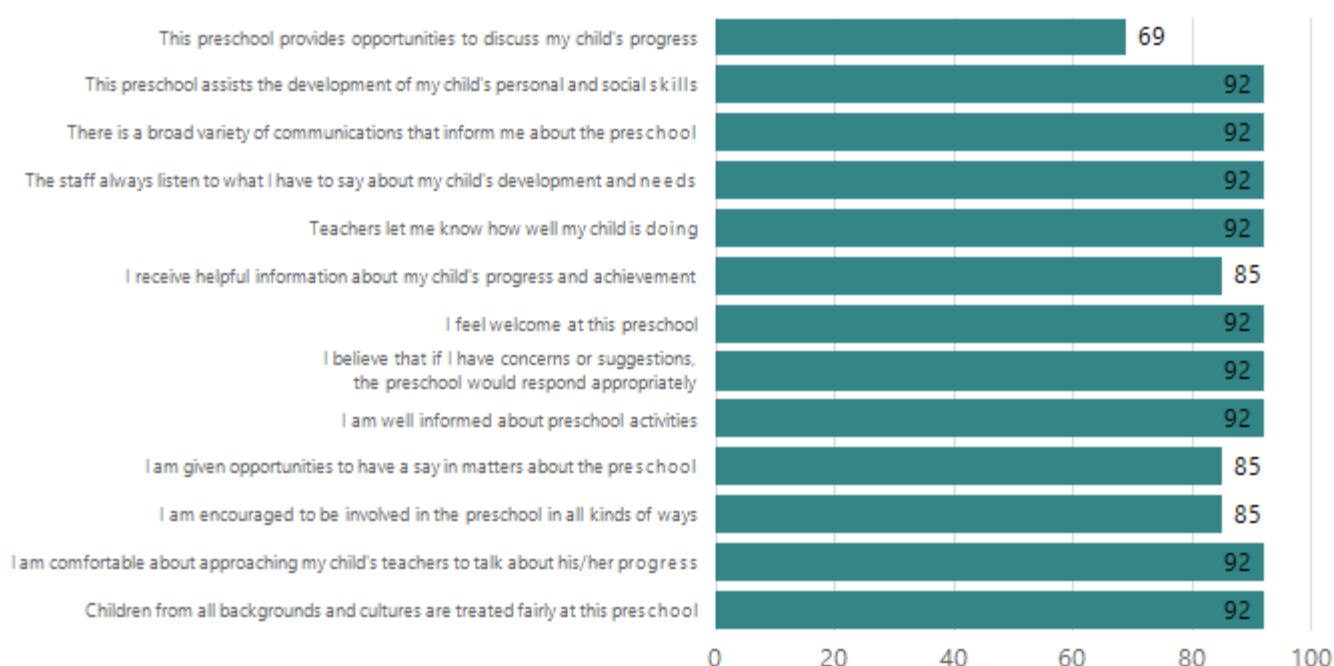 This preschool provides opportunities to discuss my child's progress 69
This preschool assists the development of my child's personal and social skills 92
There is a broad variety of communications that inform me about the preschool 92
The staff always listen to what I have to say about my child's development and needs 92
Teachers let me know how well my child is doing 92
I receive helpful information about my child's progress and achievement 85
I feel welcome at this preschool 92
I believe that if I have concerns or suggestions,
the preschool would respond appropriately 92
I am well informed about preschool activities 92
I am given opportunities to have a say in matters about the preschool 85
I am encouraged to be involved in the preschool in all kinds of ways 85
I am comfortable about approaching my child's teachers to talk about his/her progress 92
Children from all backgrounds and cultures are treated fairly at this preschool 92
0 20 40 60 80 100